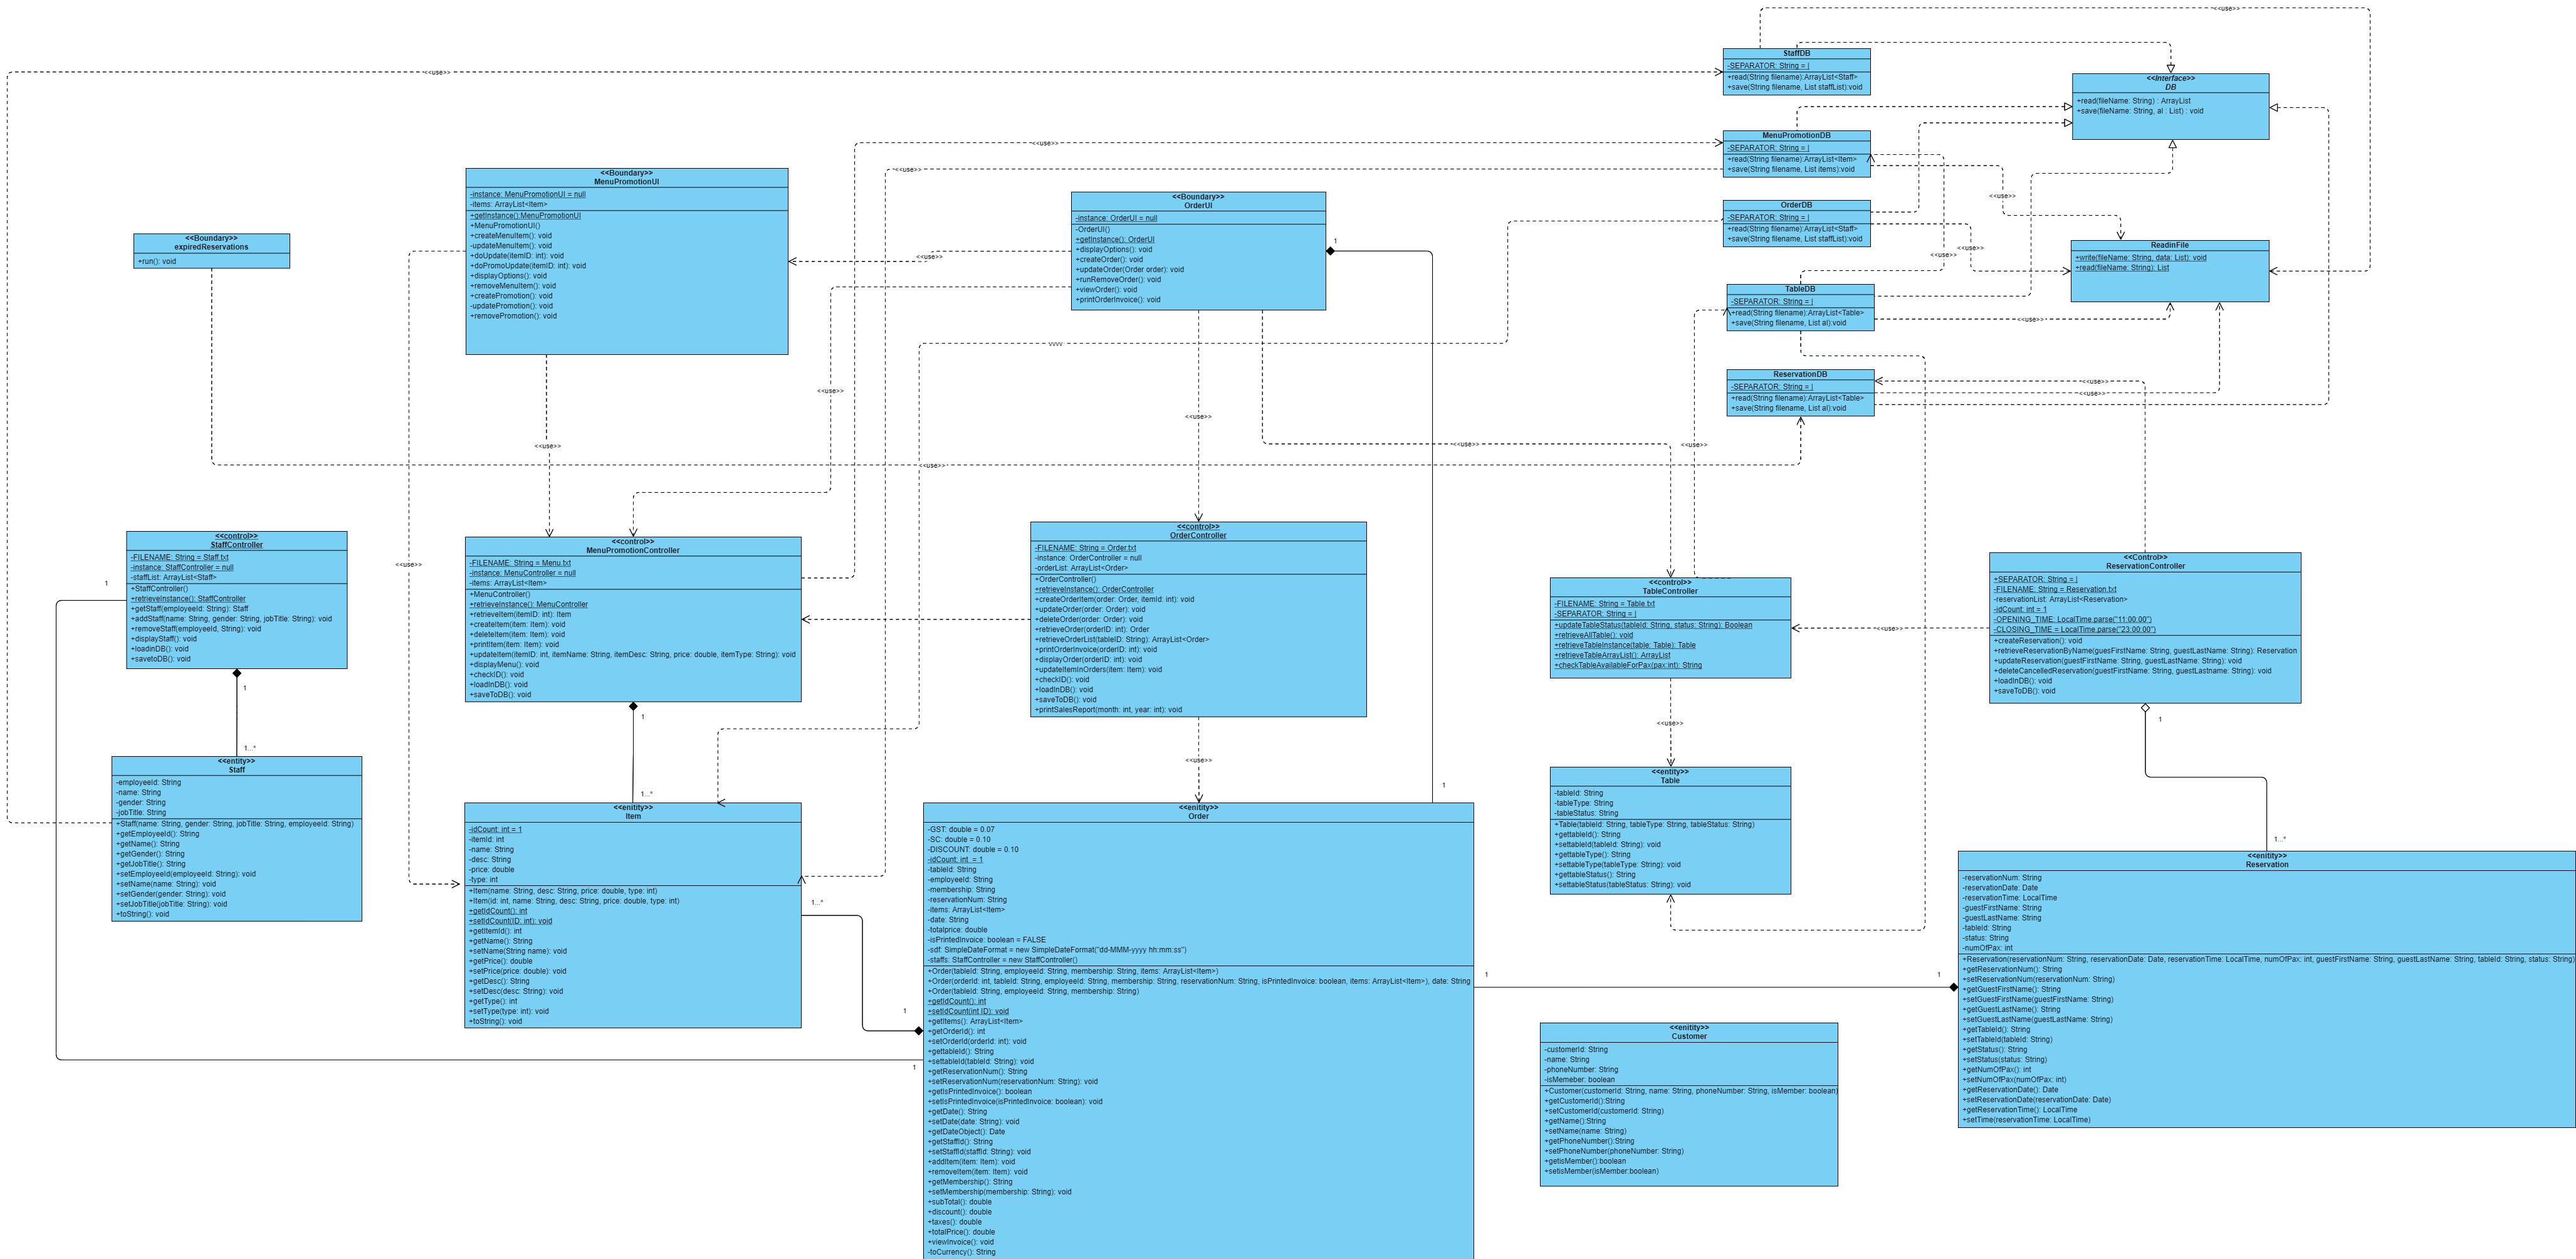 <<use>>
<<use>>
StaffDB
-SEPARATOR: String = |
+read(String filename):ArrayList<Staff>
+save(String filename, List staffList):void
<<Interface>>
DB
+read(fileName: String) : ArrayList
+save(fileName: String, al : List) : void
MenuPromotionDB
-SEPARATOR: String = |
+read(String filename):ArrayList<Item>
+save(String filename, List items):void
<<use>>
<<use>>
<<use>>
OrderDB
-SEPARATOR: String = |
+read(String filename):ArrayList<Staff>
+save(String filename, List staffList):void
<<use>>
<<use>>
ReadinFile
+write(fileName: String, data: List): void
+read(fileName: String): List
TableDB
-SEPARATOR: String = |
+read(String filename):ArrayList<Table>
+save(String filename, List al):void
<<use>>
ReservationDB
-SEPARATOR: String = |
+read(String filename):ArrayList<Table>
+save(String filename, List al):void
<<use>>
<<use>>
<<Boundary>>
MenuPromotionUI
-instance: MenuPromotionUI = null
-items: ArrayList<Item>
+getInstance():MenuPromotionUI
+MenuPromotionUI()
+createMenuItem(): void
-updateMenuItem(): void
+doUpdate(itemID: int): void
+doPromoUpdate(itemID: int): void
+displayOptions(): void
+removeMenuItem(): void
+createPromotion(): void
-updatePromotion(): void
+removePromotion(): void
<<Boundary>>
OrderUI
-instance: OrderUI = null
-OrderUI()
+getInstance(): OrderUI
+displayOptions(): void
+createOrder(): void
+updateOrder(Order order): void
+runRemoveOrder(): void
+viewOrder(): void
+printOrderInvoice(): void
1
<<use>>
<<Boundary>>
expiredReservations
+run(): void
vvvv
<<use>>
<<use>>
<<use>>
<<use>>
<<use>>
<<use>>
<<use>>
<<control>>
StaffController
-FILENAME: String = Staff.txt
-instance: StaffController = null
-staffList: ArrayList<Staff>
+StaffController()
+retrieveInstance(): StaffController
+getStaff(employeeId: String): Staff
+addStaff(name: String, gender: String, jobTitle: String): void
+removeStaff(employeeId, String): void
+displayStaff(): void
+loadinDB(): void
+savetoDB(): void
1
1
1...*
<<control>>
MenuPromotionController
-FILENAME: String = Menu.txt
-instance: MenuController = null
-items: ArrayList<Item>
+MenuController()
+retrieveInstance(): MenuController
+retrieveItem(itemID: int): Item
+createItem(item: Item): void
+deleteItem(item: Item): void
+printItem(item: Item): void
+updateItem(itemID: int, itemName: String, itemDesc: String, price: double, itemType: String): void
+displayMenu(): void
+checkID(): void
+loadInDB(): void
+saveToDB(): void
<<use>>
1
1...*
<<control>>
OrderController
-FILENAME: String = Order.txt
-instance: OrderController = null
-orderList: ArrayList<Order>
+OrderController()
+retrieveInstance(): OrderController
+createOrderItem(order: Order, itemId: int): void
+updateOrder(order: Order): void
+deleteOrder(order: Order): void
+retrieveOrder(orderID: int): Order
+retrieveOrderList(tableID: String): ArrayList<Order>
+printOrderInvoice(orderID: int): void
+displayOrder(orderID: int): void
+updateItemInOrders(item: Item): void
+checkID(): void
+loadInDB(): void
+saveToDB(): void
+printSalesReport(month: int, year: int): void
<<use>>
<<control>>
TableController
-FILENAME: String = Table.txt
-SEPARATOR: String = |
+updateTableStatus(tableId: String, status: String): Boolean
+retrieveAllTable(): void
+retrieveTableInstance(table: Table): Table
+retrieveTableArrayList(): ArrayList
+checkTableAvailableForPax(pax:int): String
<<use>>
<<use>>
<<Control>>
ReservationController
+SEPARATOR: String = |
-FILENAME: String = Reservation.txt
-reservationList: ArrayList<Reservation>
-idCount: int = 1
-OPENING_TIME: LocalTime.parse("11:00:00")
-CLOSING_TIME = LocalTime.parse("23:00:00")
+createReservation(): void
+retrieveReservationByName(guesFirstName: String, guestLastName: String): Reservation
+updateReservation(guestFirstName: String, guestLastName: String): void
+deleteCancelledReservation(guestFirstName: String, guestLastname: String): void
+loadInDB(): void
+saveToDB(): void
1
1...*
<<entity>>
Staff
-employeeId: String
-name: String
-gender: String
-jobTitle: String
+Staff(name: String, gender: String, jobTitle: String, employeeId: String)
+getEmployeeId(): String
+getName(): String
+getGender(): String
+getJobTitle(): String
+setEmployeeId(employeeId: String): void
+setName(name: String): void
+setGender(gender: String): void
+setJobTitle(jobTitle: String): void
+toString(): void
<<enitity>>
Item
-idCount: int = 1
-itemId: int
-name: String
-desc: String
-price: double
-type: int
+Item(name: String, desc: String, price: double, type: int)
+Item(id: int, name: String, desc: String, price: double, type: int)
+getIdCount(): int
+setIdCount(ID: int): void
+getItemId(): int
+getName(): String
+setName(String name): void
+getPrice(): double
+setPrice(price: double): void
+getDesc(): String
+setDesc(desc: String): void
+getType(): int
+setType(type: int): void
+toString(): void
1...*
1
1
1
<<enitity>>
Order
-GST: double = 0.07
-SC: double = 0.10
-DISCOUNT: double = 0.10
-idCount: int  = 1
-tableId: String
-employeeId: String
-membership: String
-reservationNum: String
-items: ArrayList<Item>
-date: String
-totalprice: double
-isPrintedInvoice: boolean = FALSE
-sdf: SimpleDateFormat = new SimpleDateFormat("dd-MMM-yyyy hh:mm:ss")
-staffs: StaffController = new StaffController()
+Order(tableId: String, employeeId: String, membership: String, items: ArrayList<Item>)
+Order(orderId: int, tableId: String, employeeId: String, membership: String, reservationNum: String, isPrintedInvoice: boolean, items: ArrayList<Item>), date: String
+Order(tableId: String, employeeId: String, membership: String)
+getIdCount(): int
+setIdCount(int ID): void
+getItems(): ArrayList<Item>
+getOrderId(): int
+setOrderId(orderId: int): void
+gettableId(): String
+settableId(tableId: String): void
+getReservationNum(): String
+setReservationNum(reservationNum: String): void
+getIsPrintedInvoice(): boolean
+setIsPrintedInvoice(isPrintedInvoice: boolean): void
+getDate(): String
+setDate(date: String): void
+getDateObject(): Date
+getStaffId(): String
+setStaffId(staffId: String): void
+addItem(item: Item): void
+removeItem(item: Item): void
+getMembership(): String
+setMembership(membership: String): void
+subTotal(): double
+discount(): double
+taxes(): double
+totalPrice(): double
+viewInvoice(): void
-toCurrency(): String
<<entity>>
Table
-tableId: String
-tableType: String
-tableStatus: String
+Table(tableId: String, tableType: String, tableStatus: String)
+gettableId(): String
+settableId(tableId: String): void
+gettableType(): String
+settableType(tableType: String): void
+gettableStatus(): String
+settableStatus(tableStatus: String): void
1
1
<<enitity>>
Customer
-customerId: String
-name: String
-phoneNumber: String
-isMemeber: boolean
+Customer(customerId: String, name: String, phoneNumber: String, isMember: boolean)
+getCustomerId():String
+setCustomerId(customerId: String)
+getName():String
+setName(name: String)
+getPhoneNumber():String
+setPhoneNumber(phoneNumber: String)
+getisMember():boolean
+setisMember(isMember:boolean)
<<entity>>
Reservation
-reservationNum: String
-reservationDate: Date
-reservationTime: LocalTime
-guestFirstName: String
-guestLastName: String
-tableId: String
-status: String
-numOfPax: int
+Reservation(reservationNum: String, reservationDate: Date, reservationTime: LocalTime, numOfPax: int, guestFirstName: String, guestLastName: String, tableId: String, status: String)
+getReservationNum(): String
+setReservationNum(reservationNum: String)
+getGuestFirstName(): String
+setGuestFirstName(guestFirstName: String)
+getGuestLastName(): String
+setGuestLastName(guestLastName: String)
+getTableId(): String
+setTableId(tableId: String)
+getStatus(): String
+setStatus(status: String)
+getNumOfPax(): int
+setNumOfPax(numOfPax: int)
+getReservationDate(): Date
+setReservationDate(reservationDate: Date)
+getReservationTime(): LocalTime
+setTime(reservationTime: LocalTime)